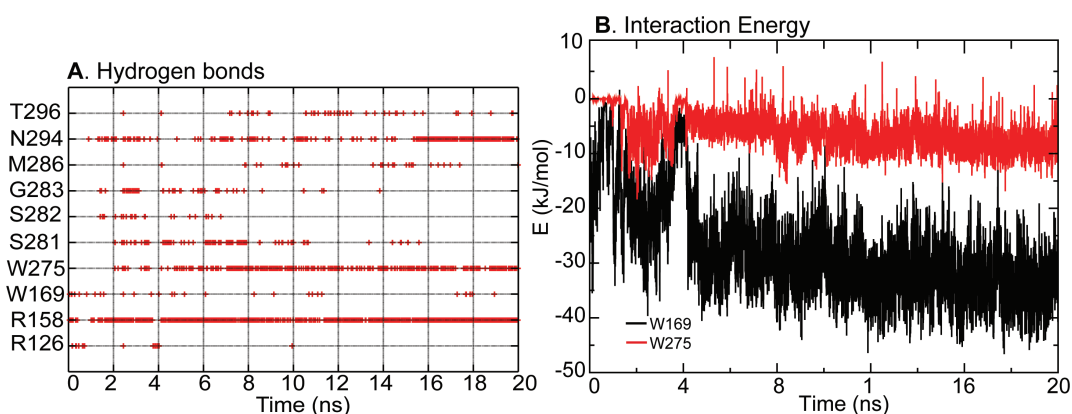 A. Hydrogen bonds
T296
N294
M286
G283
S282
S281
W275
W169
R158
R126
0 2 4 6 8 10 12 14 16 18 20
Time (ns)
B. Interaction Energy
10
0
-10
-20
-30
-40
-50
E (kJ/mol)
W169
W275
0 4 8 1 16 20
Time (ns)